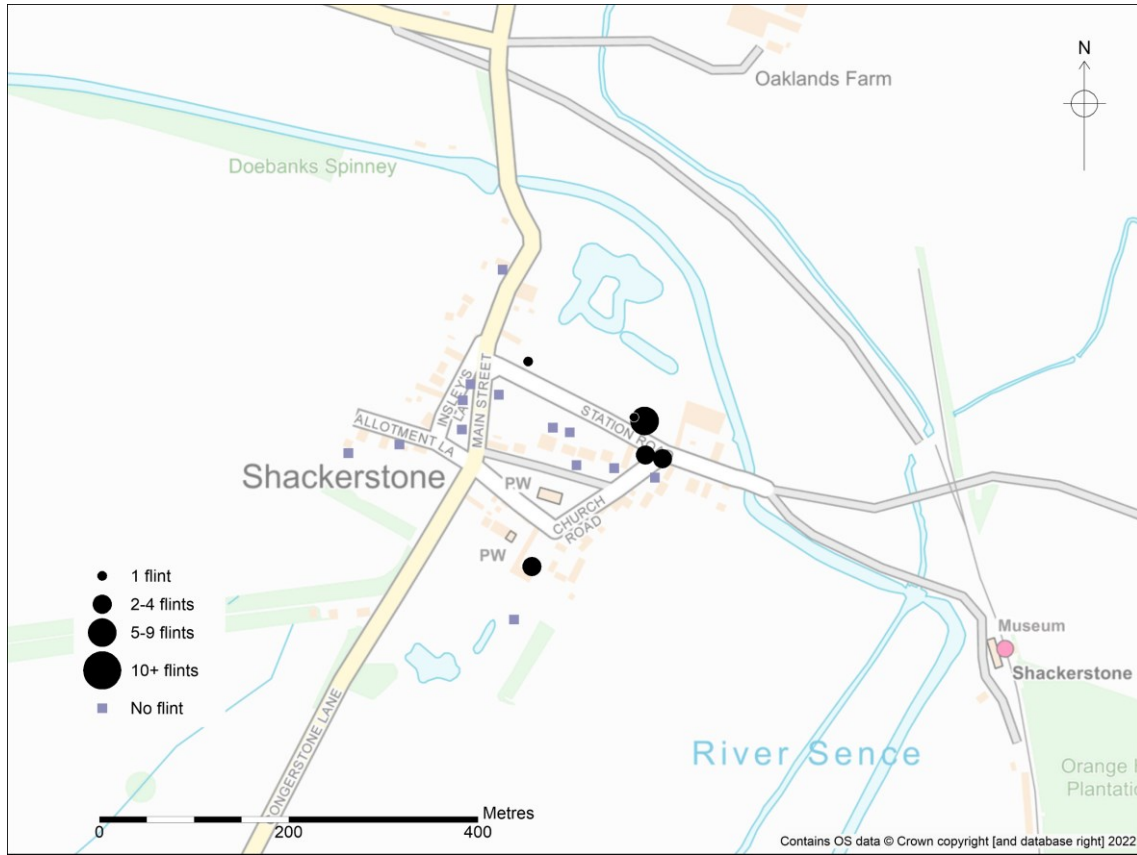 N
Oaklands Farm
Doebanks Spinney
INSLEY'S
LA
MAIN STREET
STATION ROAD
ALLOTMENT LA
Shackerstone
PW
CHURCH
ROAD
PW
1 flint
2-4 flints
5-9 flints
10+ flints
No flint
Museum
Shackerstone
River Sence
Orange
LANE
Metres
0
200
400
Contains OS data © Crown copyright [and database right] 2022